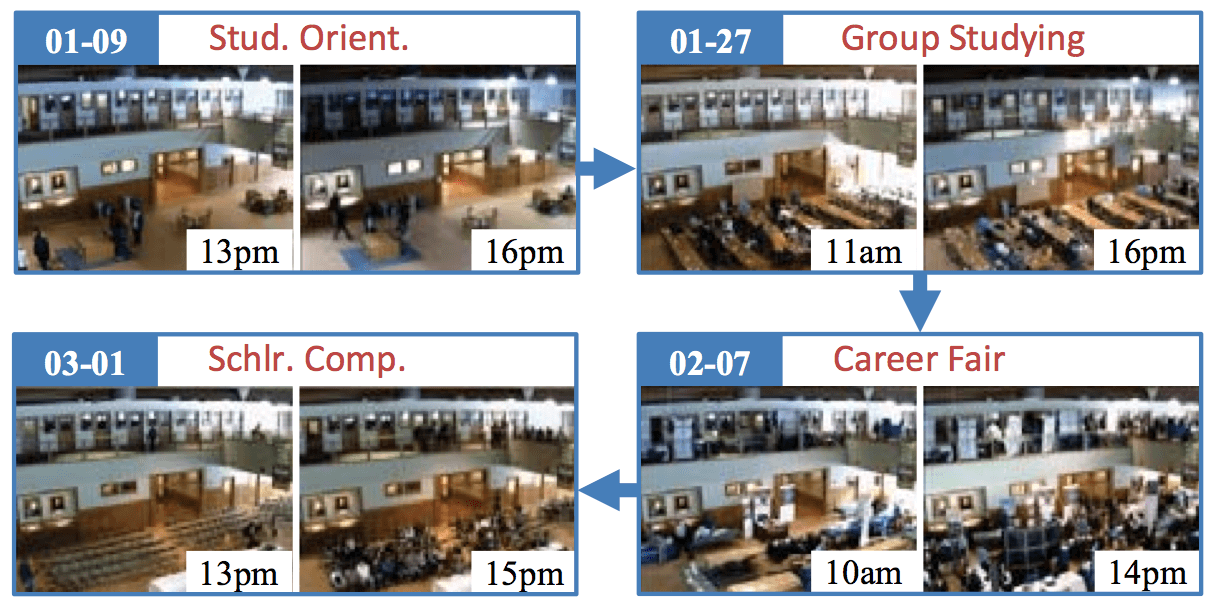 01-09 Stud. Orient.
13pm 16pm
01-27 Group Studying
11am 16pm
03-01 Schlr. Comp.
13pm 15pm
02-07 Career Fair
10am 14pm